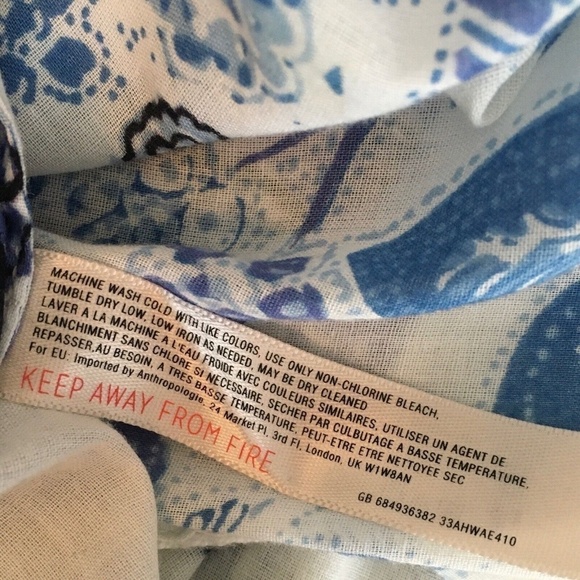 MACHINE WASH COLD WITH LIKE COLORS, USE ONLY NON-CHLORINE BLEACH,
TUMBLE DRY LOW. LOW IRON AS NEEDED. MAY BE DRY CLEANED
LAVER A LA MACHINE A L'EAU FROIDE AVEC COULEURS SIMILAIRES, UTILISER UN AGENT DE
BLANCHIMENT SANS CHLORE SI NECESSAIRE. SECHER PAR CULBUTAGE A BASSE TEMPERATURE.
REPASSER,AU BESOIN, A TRES BASSE TEMPERATURE, PEUT-ETRE ETRE NETTOYEE SEC
For EU: Imported by Anthropologie, 24 Market Pl, 3rd Fl, London, UK W1W8AN
KEEP AWAY FROM FIRE
GB 684936382 33AHWAE410